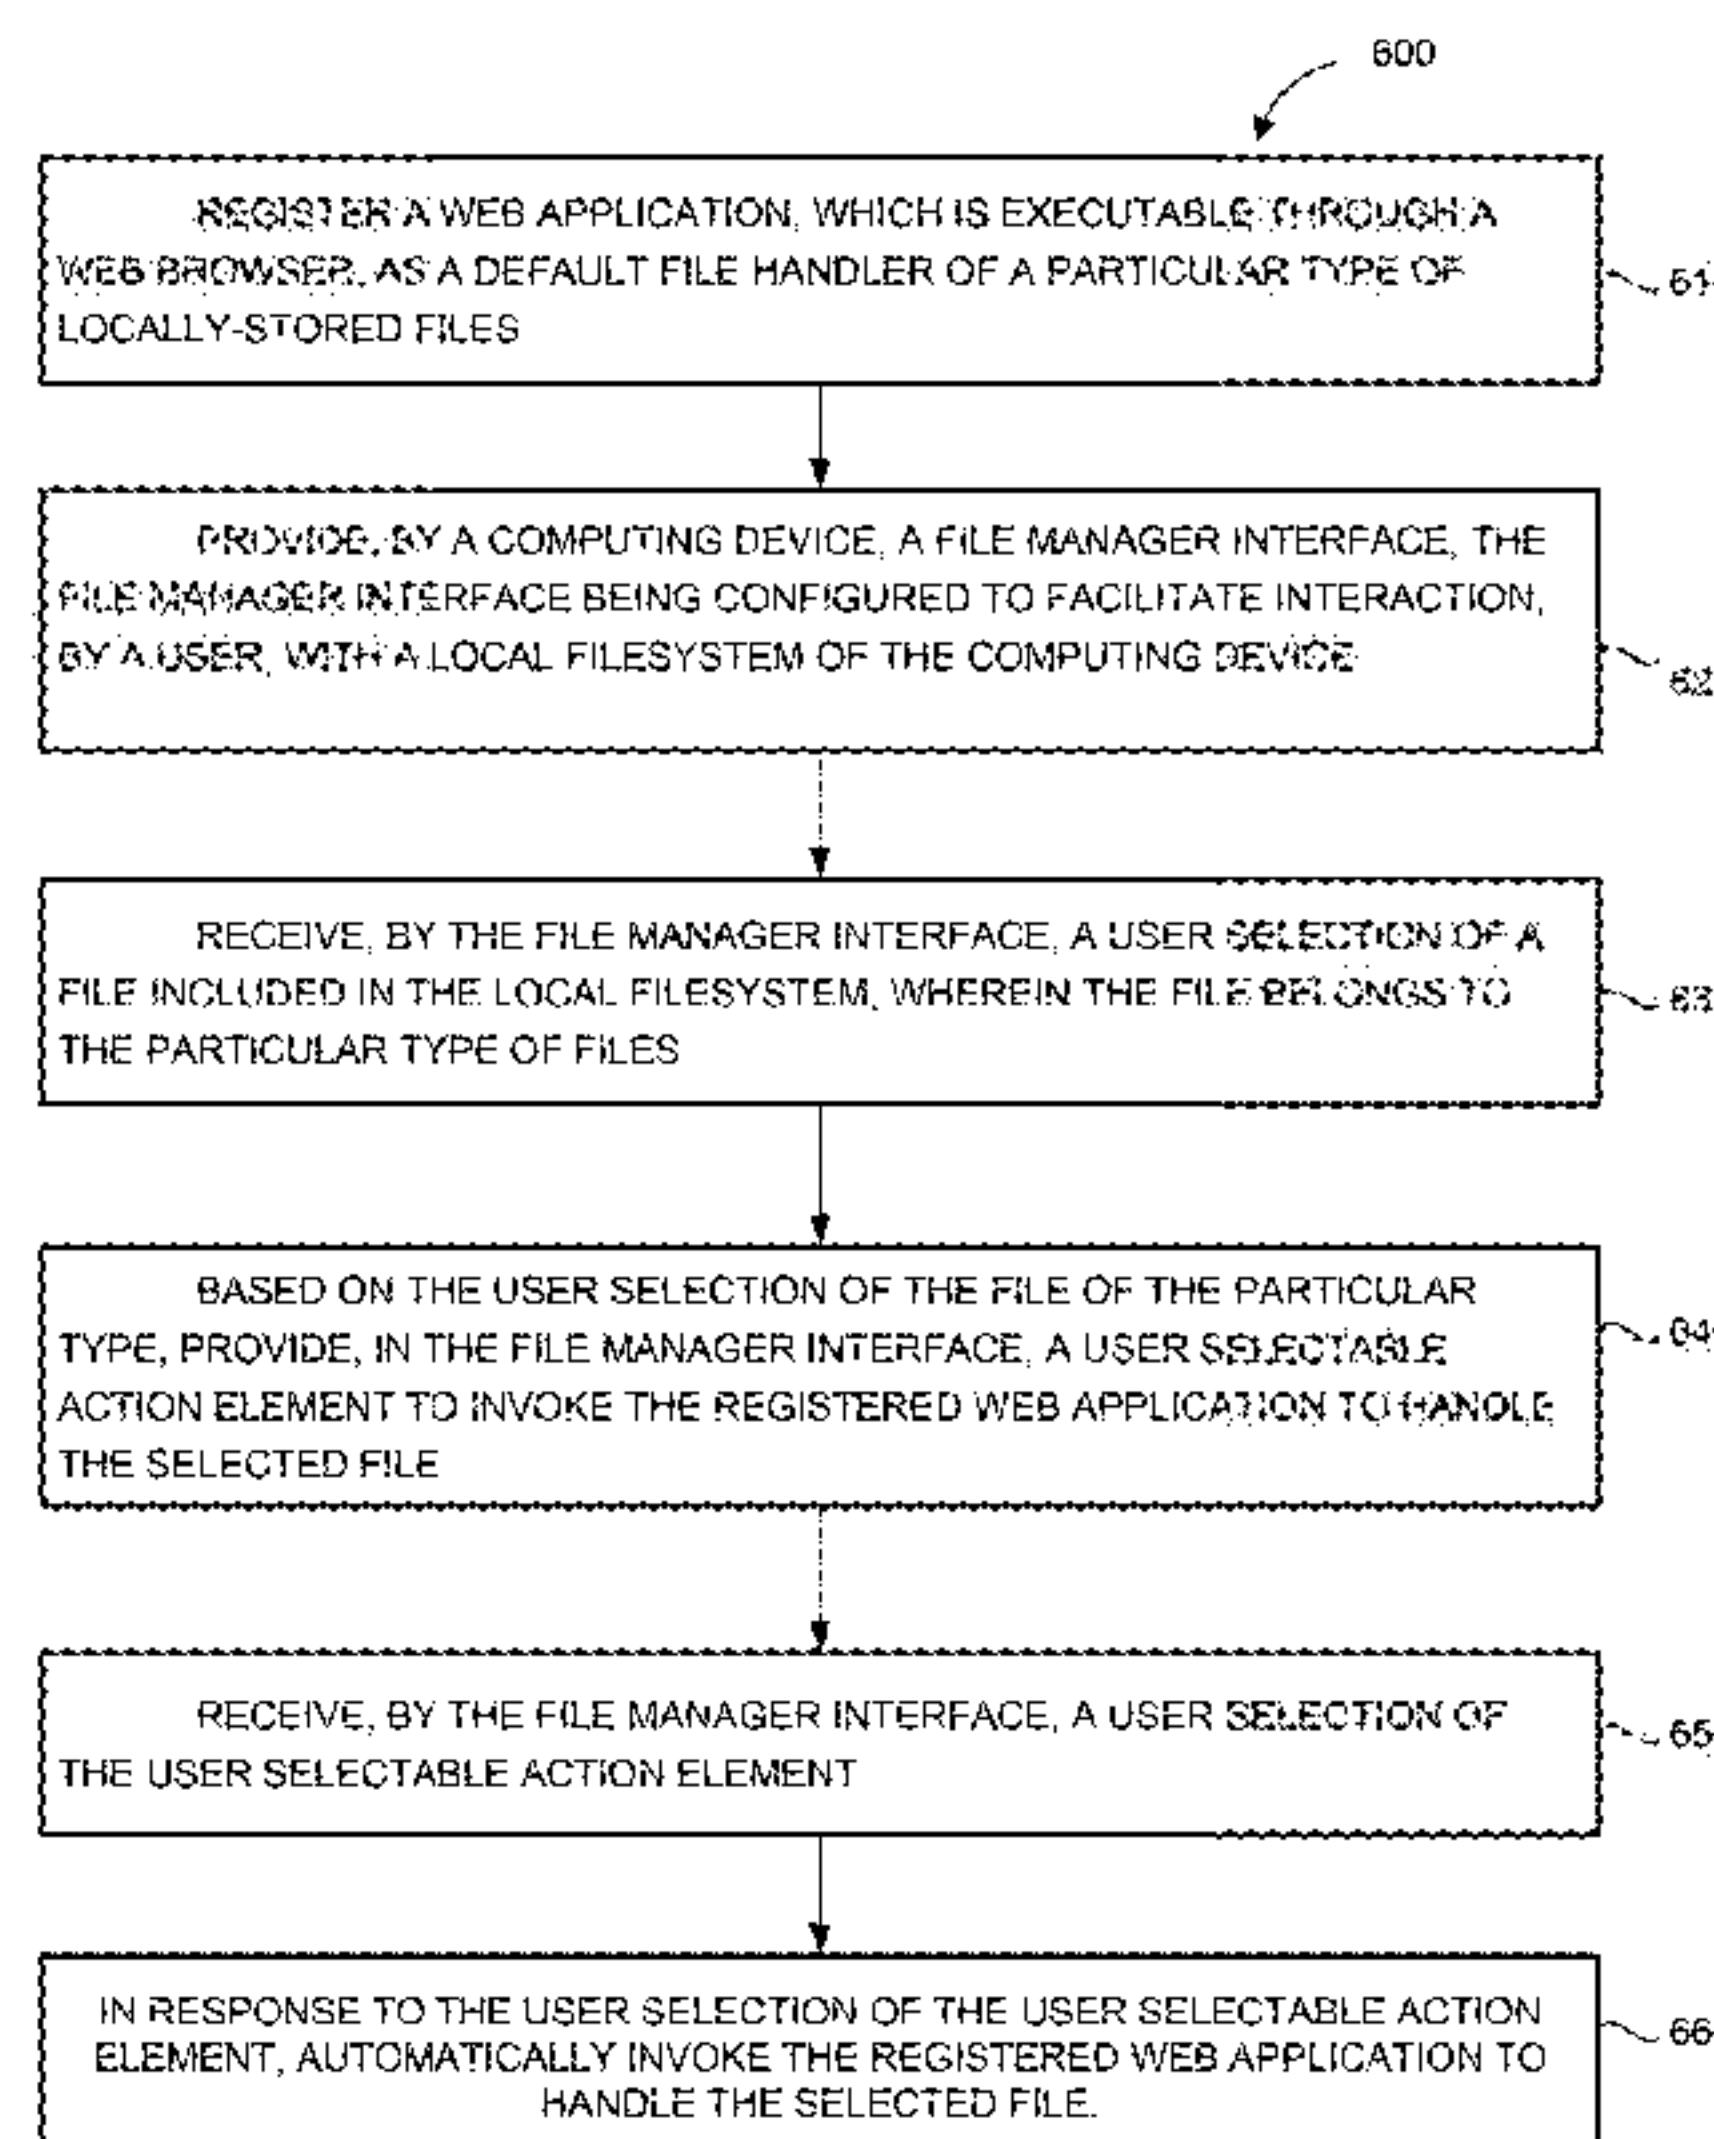 600
REGISTER A WEB APPLICATION, WHICH IS EXECUTABLE THROUGH A
WEB BROWSER, AS A DEFAULT FILE HANDLER OF A PARTICULAR TYPE OF
LOCALLY-STORED FILES
61
PROVIDE, BY A COMPUTING DEVICE, A FILE MANAGER INTERFACE, THE
FILE MANAGER INTERFACE BEING CONFIGURED TO FACILITATE INTERACTION,
BY A USER, WITH A LOCAL FILESYSTEM OF THE COMPUTING DEVICE
62
RECEIVE, BY THE FILE MANAGER INTERFACE, A USER SELECTION OF A
FILE INCLUDED IN THE LOCAL FILESYSTEM, WHEREIN THE FILE BELONGS TO
THE PARTICULAR TYPE OF FILES
63
BASED ON THE USER SELECTION OF THE FILE OF THE PARTICULAR
TYPE, PROVIDE, IN THE FILE MANAGER INTERFACE, A USER SELECTABLE
ACTION ELEMENT TO INVOKE THE REGISTERED WEB APPLICATION TO HANDLE
THE SELECTED FILE
64
RECEIVE, BY THE FILE MANAGER INTERFACE, A USER SELECTION OF
THE USER SELECTABLE ACTION ELEMENT
65
IN RESPONSE TO THE USER SELECTION OF THE USER SELECTABLE ACTION
ELEMENT, AUTOMATICALLY INVOKE THE REGISTERED WEB APPLICATION TO
HANDLE THE SELECTED FILE.
66